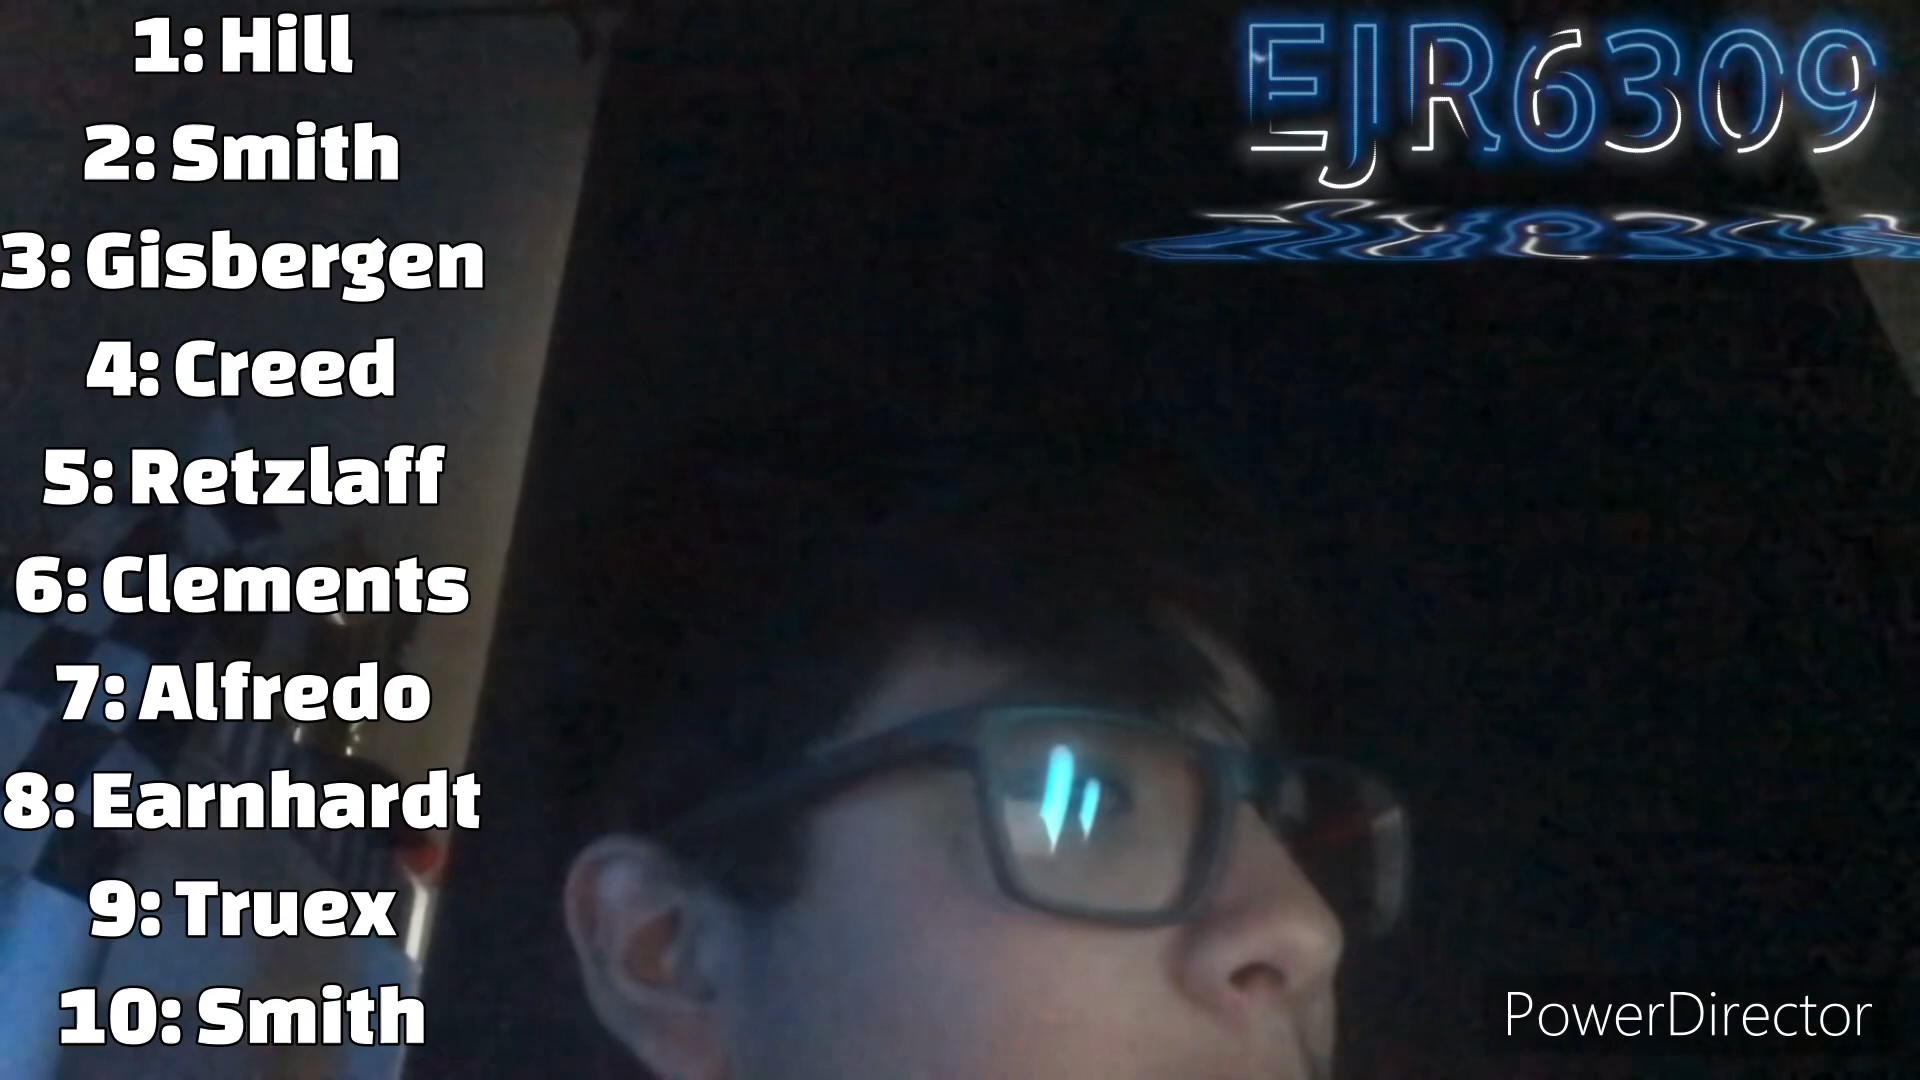 1: Hill
2: Smith
3: Gisbergen
4: Creed
5: Retzlaff
6: Clements
7: Alfredo
8: Earnhardt
9: Truex
10: Smith
EJR6309
PowerDirector